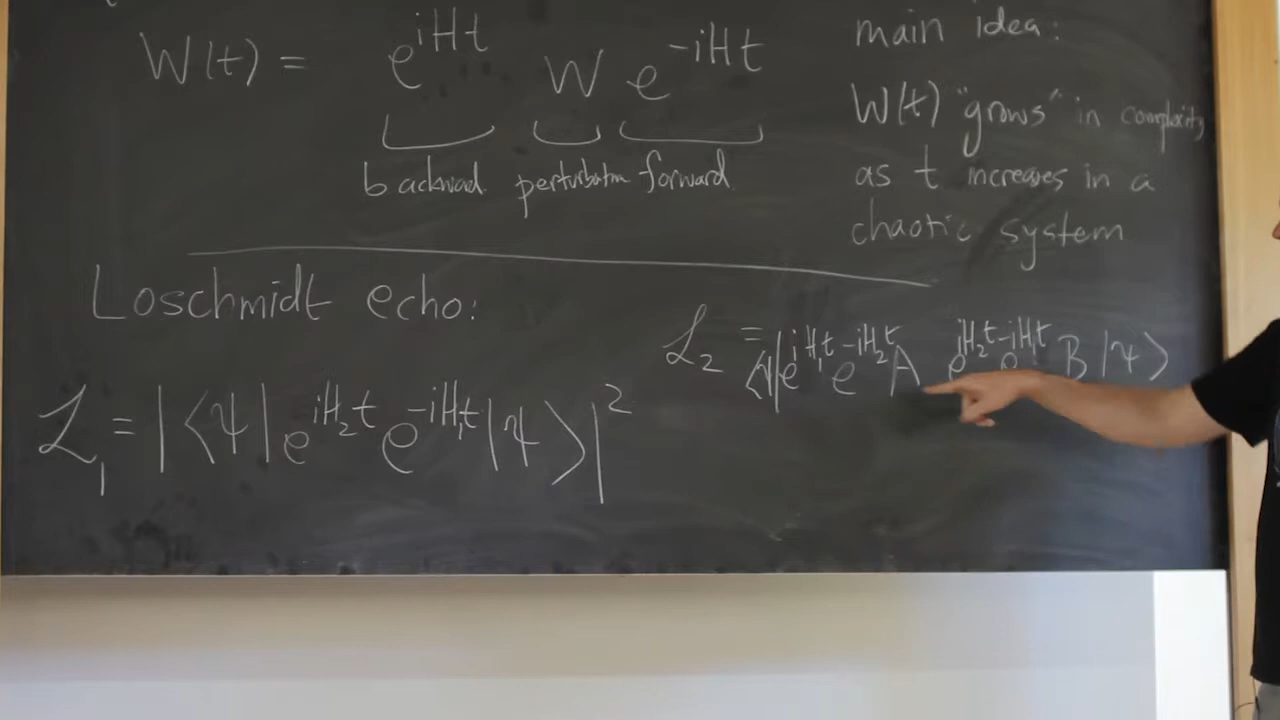 W(t) = e^{iHt} W e^{-iHt}
backward perturbation forward
main idea:
W(t) "grows" in complexity
as t increases in a
chaotic system
Loschmidt echo:
ℒ₁ = |⟨ψ| e^{iH₂t} e^{-iH₁t} |ψ⟩|²
ℒ₂ = ⟨ψ| e^{iH₁t} e^{-iH₂t} A e^{iH₂t} e^{-iH₁t} B |ψ⟩